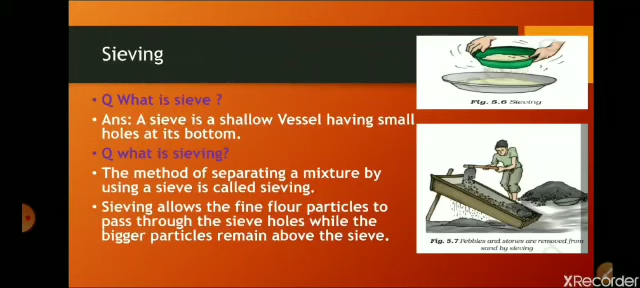 Sieving
• Q What is sieve ?
• Ans: A sieve is a shallow Vessel having small
holes at its bottom.
• Q what is sieving?
• The method of separating a mixture by
using a sieve is called sieving.
• Sieving allows the fine flour particles to
pass through the sieve holes while the
bigger particles remain above the sieve.
Fig. 5.6 Sieving
Fig. 5.7 Pebbles and stones are removed from
sand by sieving
XRecorder